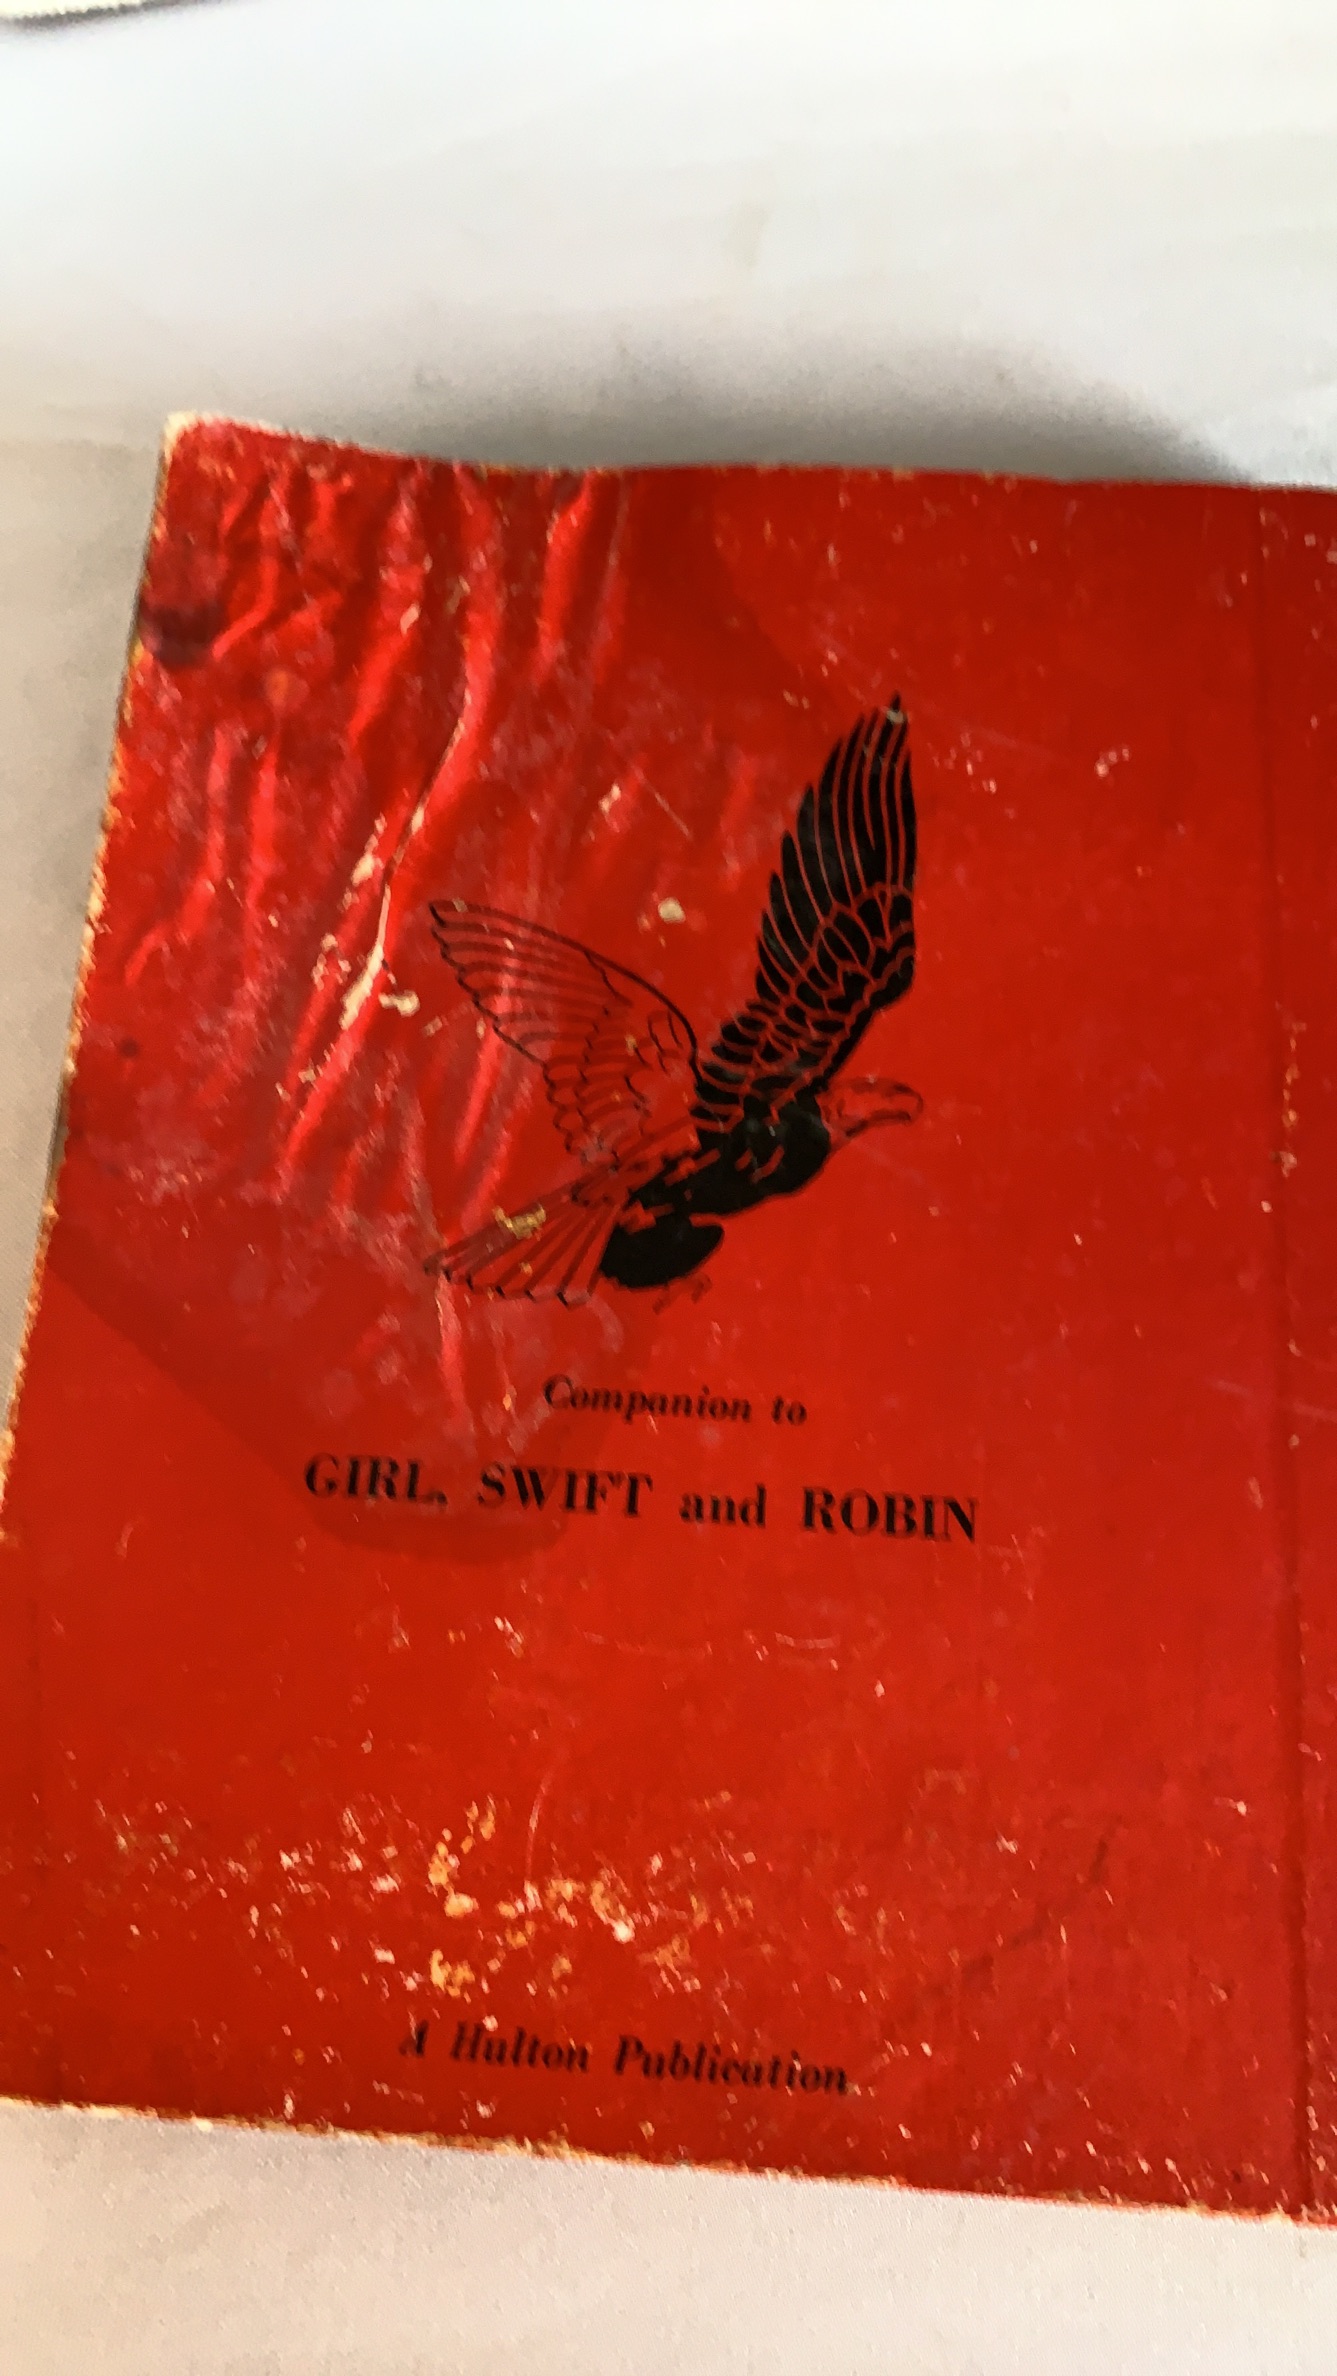 Companion to
GIRL, SWIFT and ROBIN
A Hulton Publication